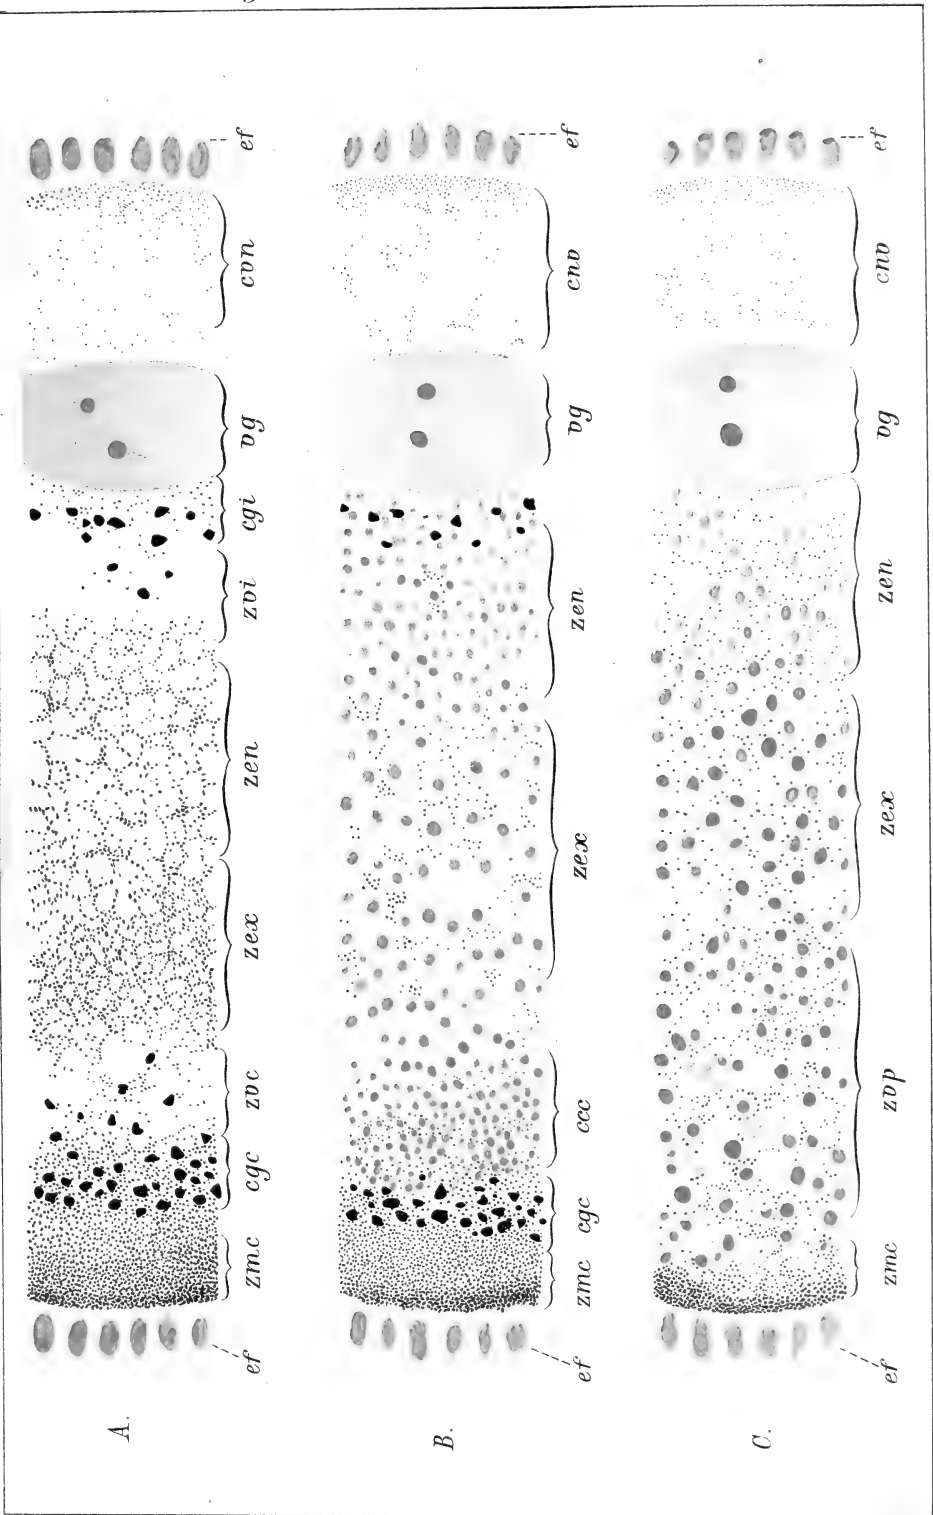 A.
ef zmc cgc zvc zex zen zvi cgi vg cvn ef
B.
ef zmc cgc ccc zex zen vg cnv ef
C.
ef zmc zvp zex zen vg cnv ef